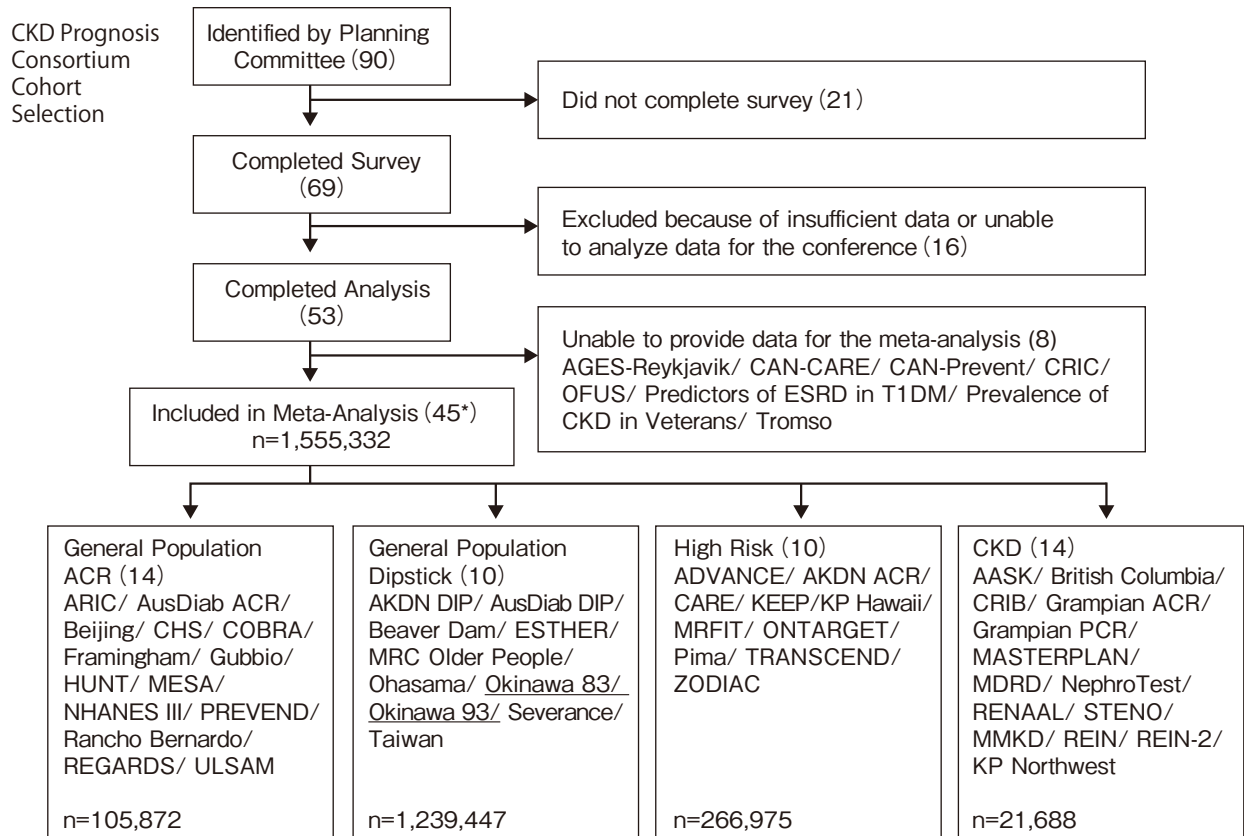 CKD Prognosis
Consortium
Cohort
Selection
Identified by Planning
Committee (90)
Did not complete survey (21)
Completed Survey
(69)
Excluded because of insufficient data or unable
to analyze data for the conference (16)
Completed Analysis
(53)
Unable to provide data for the meta-analysis (8)
AGES-Reykjavik/ CAN-CARE/ CAN-Prevent/ CRIC/
OFUS/ Predictors of ESRD in T1DM/ Prevalence of
CKD in Veterans/ Tromso
Included in Meta-Analysis (45*)
n=1,555,332
General Population
ACR (14)
ARIC/ AusDiab ACR/
Beijing/ CHS/ COBRA/
Framingham/ Gubbio/
HUNT/ MESA/
NHANES III/ PREVEND/
Rancho Bernardo/
REGARDS/ ULSAM
n=105,872
General Population
Dipstick (10)
AKDN DIP/ AusDiab DIP/
Beaver Dam/ ESTHER/
MRC Older People/
Ohasama/ Okinawa 83/
Okinawa 93/ Severance/
Taiwan
n=1,239,447
High Risk (10)
ADVANCE/ AKDN ACR/
CARE/ KEEP/KP Hawaii/
MRFIT/ ONTARGET/
Pima/ TRANSCEND/
ZODIAC
n=266,975
CKD (14)
AASK/ British Columbia/
CRIB/ Grampian ACR/
Grampian PCR/
MASTERPLAN/
MDRD/ NephroTest/
RENAAL/ STENO/
MMKD/ REIN/ REIN-2/
KP Northwest
n=21,688